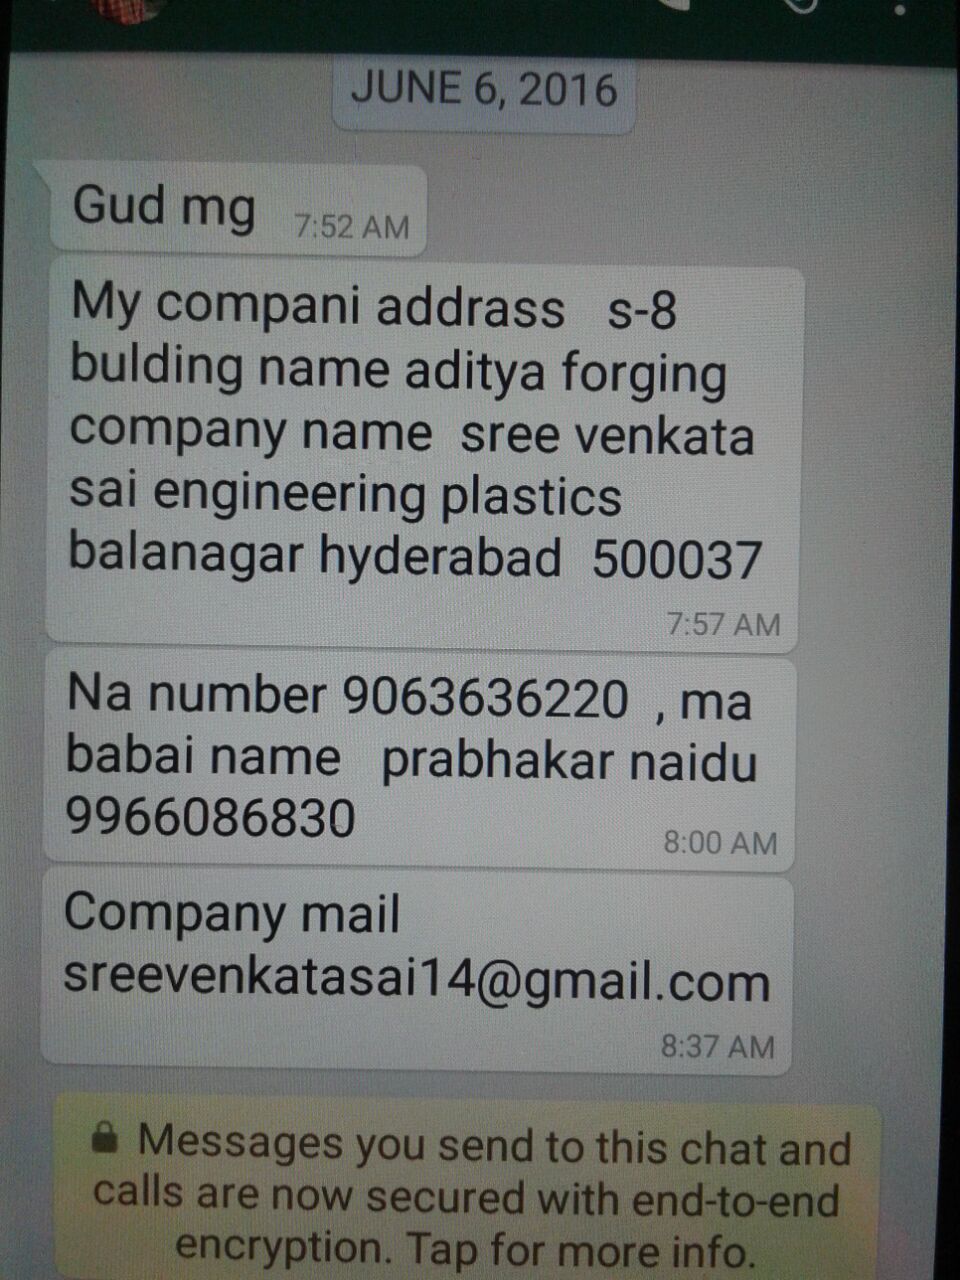 JUNE 6, 2016
Gud mg 7:52 AM
My compani addrass s-8
bulding name aditya forging
company name sree venkata
sai engineering plastics
balanagar hyderabad 500037
7:57 AM
Na number 9063636220 , ma
babai name prabhakar naidu
9966086830
8:00 AM
Company mail
sreevenkatasai14@gmail.com
8:37 AM
Messages you send to this chat and
calls are now secured with end-to-end
encryption. Tap for more info.